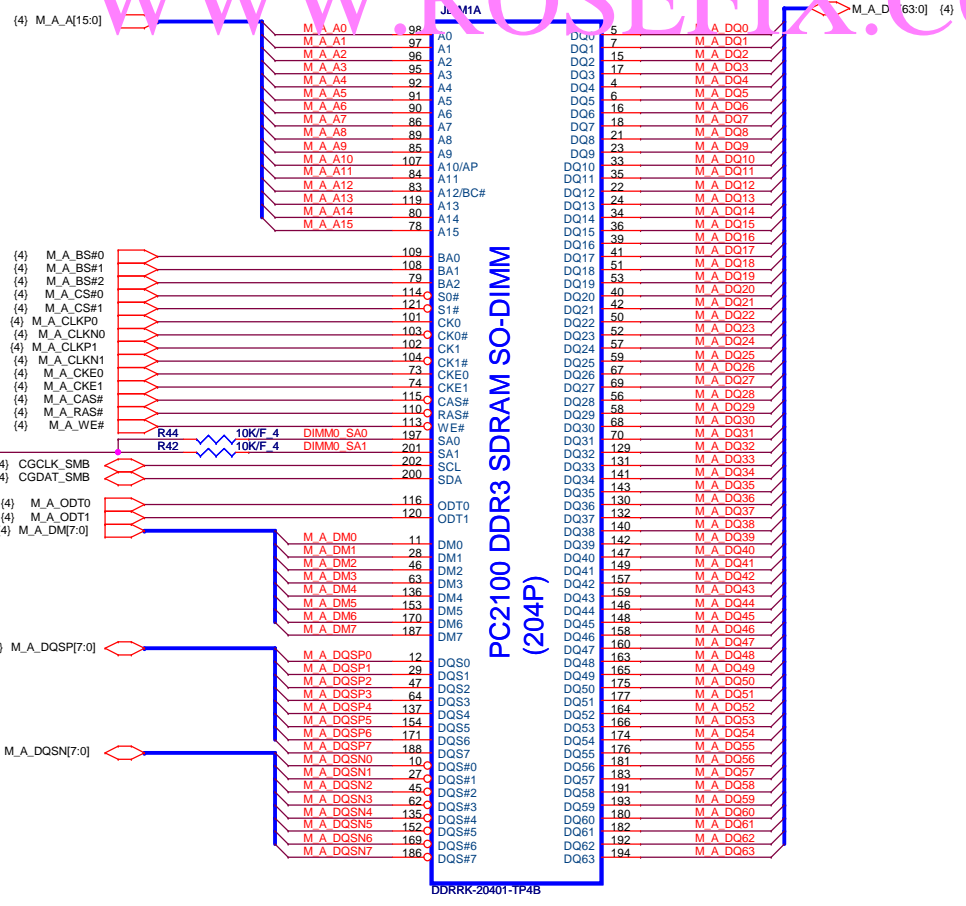 WWW.ROSEFIX.CO
{4} M_A_A[15:0]
JDIM1A
M_A_A0 98 A0
M_A_A1 97 A1
M_A_A2 96 A2
M_A_A3 95 A3
M_A_A4 92 A4
M_A_A5 91 A5
M_A_A6 90 A6
M_A_A7 86 A7
M_A_A8 89 A8
M_A_A9 85 A9
M_A_A10 107 A10/AP
M_A_A11 84 A11
M_A_A12 83 A12/BC#
M_A_A13 119 A13
M_A_A14 80 A14
M_A_A15 78 A15
{4} M_A_BS#0 109 BA0
{4} M_A_BS#1 108 BA1
{4} M_A_BS#2 79 BA2
{4} M_A_CS#0 114 S0#
{4} M_A_CS#1 121 S1#
{4} M_A_CLKP0 101 CK0
{4} M_A_CLKN0 103 CK0#
{4} M_A_CLKP1 102 CK1
{4} M_A_CLKN1 104 CK1#
{4} M_A_CKE0 73 CKE0
{4} M_A_CKE1 74 CKE1
{4} M_A_CAS# 115 CAS#
{4} M_A_RAS# 110 RAS#
{4} M_A_WE# 113 WE#
R44 10K/F_4 DIMM0_SA0 197 SA0
R42 10K/F_4 DIMM0_SA1 201 SA1
4} CGCLK_SMB 202 SCL
4} CGDAT_SMB 200 SDA
{4} M_A_ODT0 116 ODT0
{4} M_A_ODT1 120 ODT1
4} M_A_DM[7:0]
M_A_DM0 11 DM0
M_A_DM1 28 DM1
M_A_DM2 46 DM2
M_A_DM3 63 DM3
M_A_DM4 136 DM4
M_A_DM5 153 DM5
M_A_DM6 170 DM6
M_A_DM7 187 DM7
} M_A_DQSP[7:0]
M_A_DQSP0 12 DQS0
M_A_DQSP1 29 DQS1
M_A_DQSP2 47 DQS2
M_A_DQSP3 64 DQS3
M_A_DQSP4 137 DQS4
M_A_DQSP5 154 DQS5
M_A_DQSP6 171 DQS6
M_A_DQSP7 188 DQS7
M_A_DQSN[7:0]
M_A_DQSN0 10 DQS#0
M_A_DQSN1 27 DQS#1
M_A_DQSN2 45 DQS#2
M_A_DQSN3 62 DQS#3
M_A_DQSN4 135 DQS#4
M_A_DQSN5 152 DQS#5
M_A_DQSN6 169 DQS#6
M_A_DQSN7 186 DQS#7
PC2100 DDR3 SDRAM SO-DIMM
(204P)
DDRRK-20401-TP4B
{4}
DQ0 5 M_A_DQ0
DQ1 7 M_A_DQ1
DQ2 15 M_A_DQ2
DQ3 17 M_A_DQ3
DQ4 4 M_A_DQ4
DQ5 6 M_A_DQ5
DQ6 16 M_A_DQ6
DQ7 18 M_A_DQ7
DQ8 21 M_A_DQ8
DQ9 23 M_A_DQ9
DQ10 33 M_A_DQ10
DQ11 35 M_A_DQ11
DQ12 22 M_A_DQ12
DQ13 24 M_A_DQ13
DQ14 34 M_A_DQ14
DQ15 36 M_A_DQ15
DQ16 39 M_A_DQ16
DQ17 41 M_A_DQ17
DQ18 51 M_A_DQ18
DQ19 53 M_A_DQ19
DQ20 40 M_A_DQ20
DQ21 42 M_A_DQ21
DQ22 50 M_A_DQ22
DQ23 52 M_A_DQ23
DQ24 57 M_A_DQ24
DQ25 59 M_A_DQ25
DQ26 67 M_A_DQ26
DQ27 69 M_A_DQ27
DQ28 56 M_A_DQ28
DQ29 58 M_A_DQ29
DQ30 68 M_A_DQ30
DQ31 70 M_A_DQ31
DQ32 129 M_A_DQ32
DQ33 131 M_A_DQ33
DQ34 141 M_A_DQ34
DQ35 143 M_A_DQ35
DQ36 130 M_A_DQ36
DQ37 132 M_A_DQ37
DQ38 140 M_A_DQ38
DQ39 142 M_A_DQ39
DQ40 147 M_A_DQ40
DQ41 149 M_A_DQ41
DQ42 157 M_A_DQ42
DQ43 159 M_A_DQ43
DQ44 146 M_A_DQ44
DQ45 148 M_A_DQ45
DQ46 158 M_A_DQ46
DQ47 160 M_A_DQ47
DQ48 163 M_A_DQ48
DQ49 165 M_A_DQ49
DQ50 175 M_A_DQ50
DQ51 177 M_A_DQ51
DQ52 164 M_A_DQ52
DQ53 166 M_A_DQ53
DQ54 174 M_A_DQ54
DQ55 176 M_A_DQ55
DQ56 181 M_A_DQ56
DQ57 183 M_A_DQ57
DQ58 191 M_A_DQ58
DQ59 193 M_A_DQ59
DQ60 180 M_A_DQ60
DQ61 182 M_A_DQ61
DQ62 192 M_A_DQ62
DQ63 194 M_A_DQ63